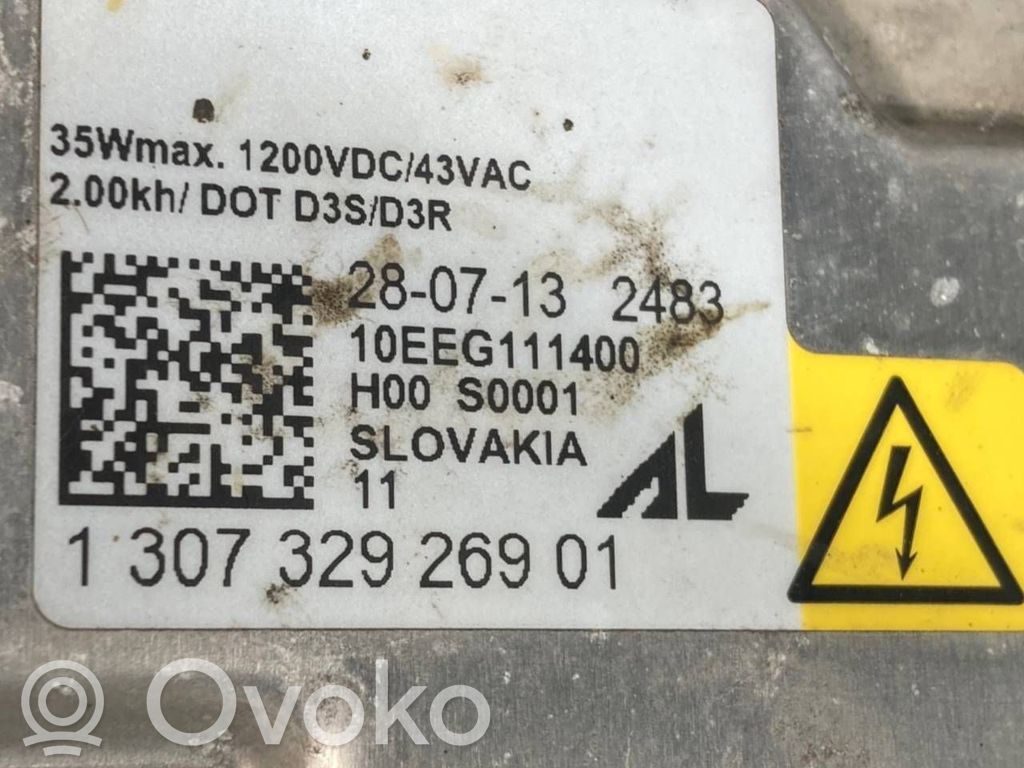 35Wmax. 1200VDC/43VAC
2.00kh/ DOT D3S/D3R
28-07-13 2483
10EEG111400
H00 S0001
SLOVAKIA
11
AL
1 307 329 269 01
Ovoko